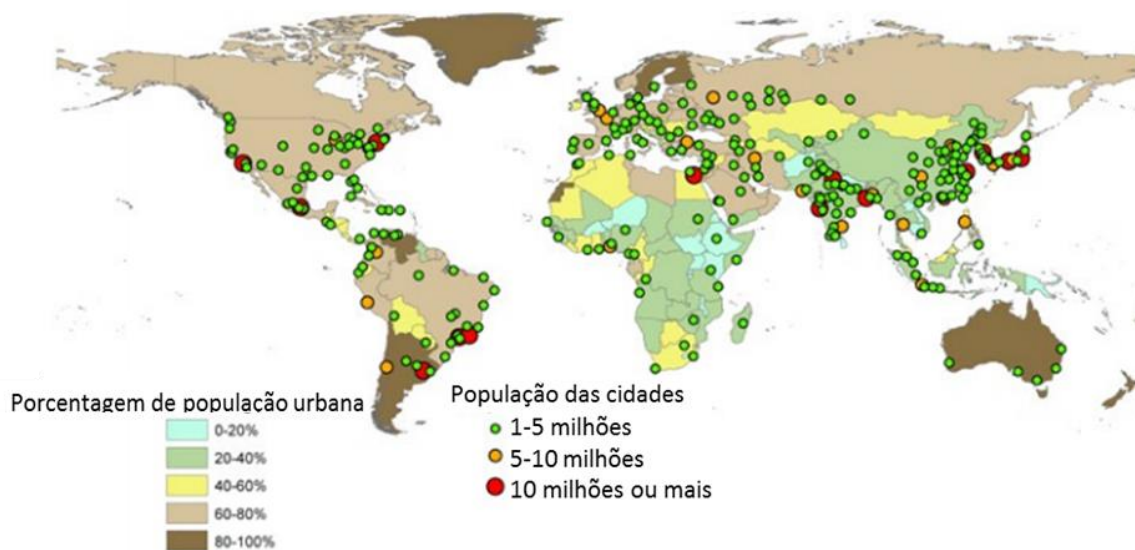 Porcentagem de população urbana
0-20%
20-40%
40-60%
60-80%
80-100%
População das cidades
1-5 milhões
5-10 milhões
10 milhões ou mais